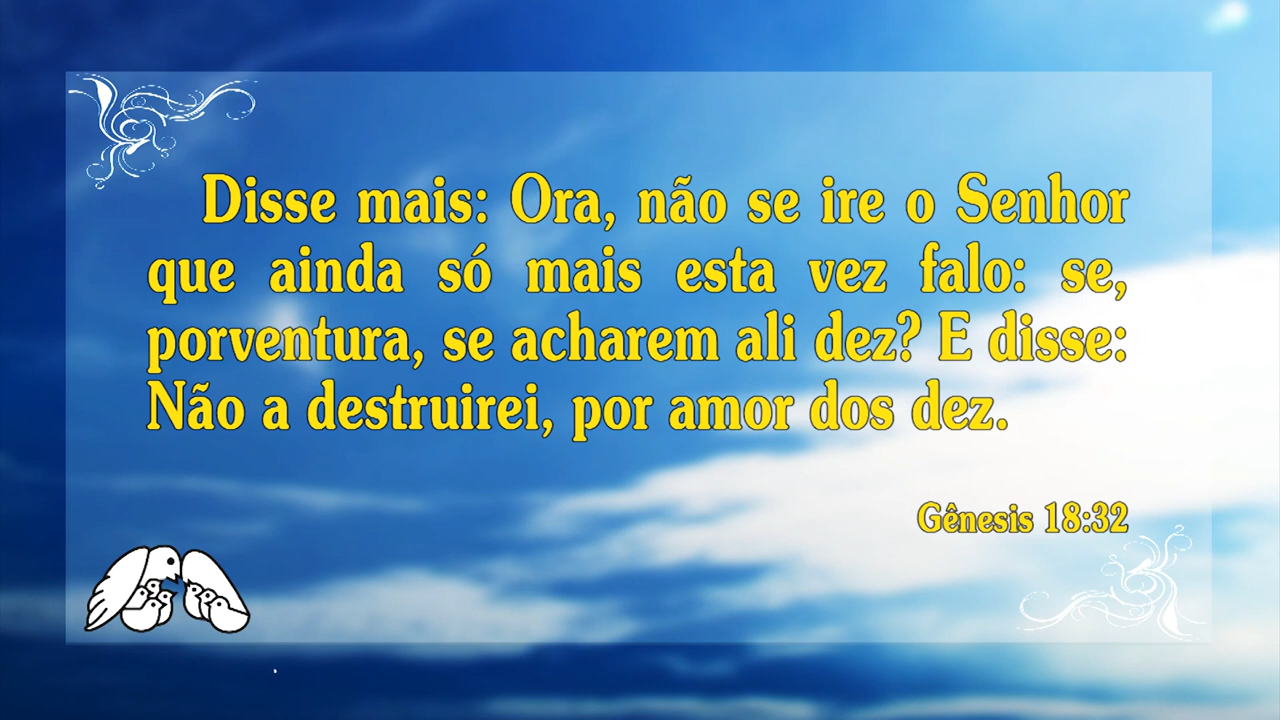 Disse mais: Ora, não se ire o Senhor
que ainda só mais esta vez falo: se,
porventura, se acharem ali dez? E disse:
Não a destruirei, por amor dos dez.
Gênesis 18:32